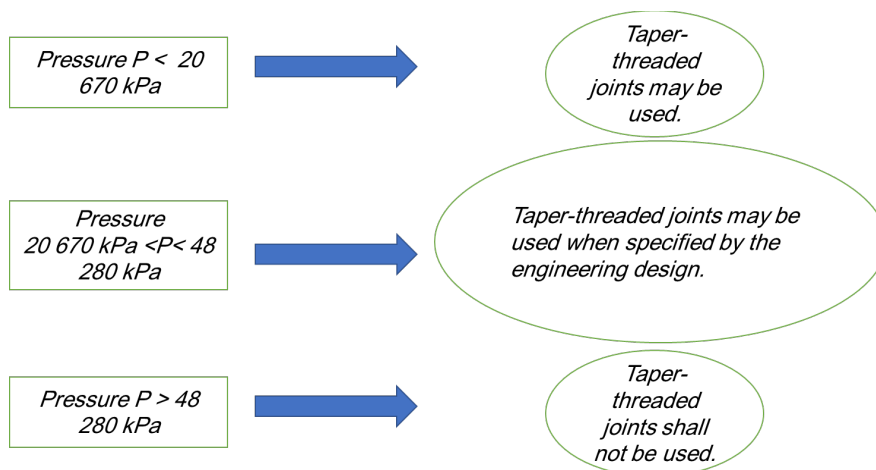 Pressure P < 20
670 kPa
Taper-
threaded
joints may be
used.
Pressure
20 670 kPa <P< 48
280 kPa
Taper-threaded joints may be
used when specified by the
engineering design.
Pressure P > 48
280 kPa
Taper-
threaded
joints shall
not be used.